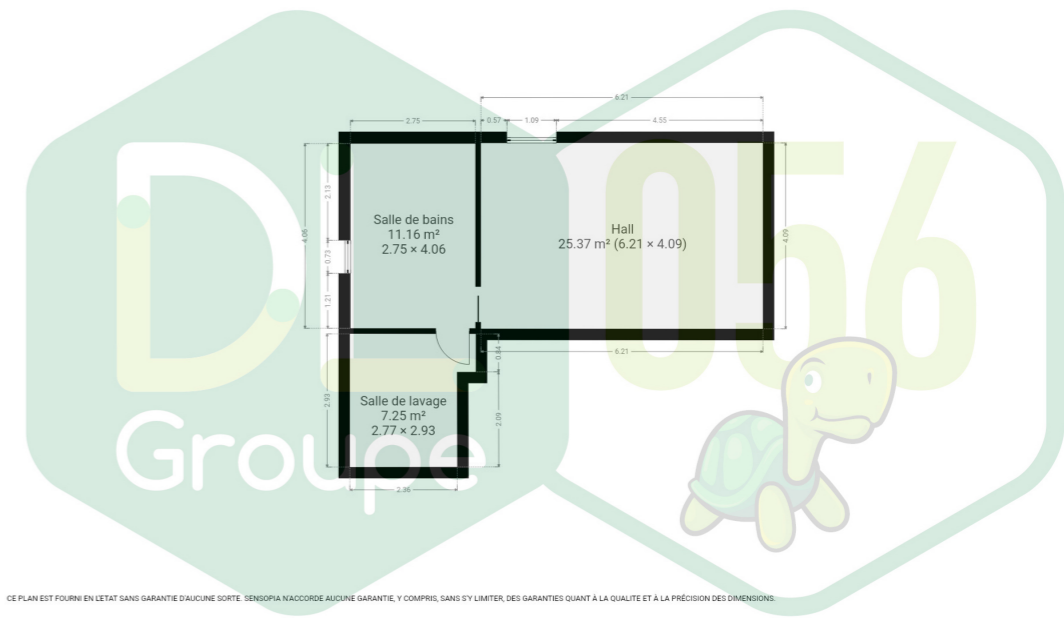 6.21
2.75
0.57
1.09
4.55
2.13
4.06
0.73
1.21
Salle de bains
11.16 m²
2.75 × 4.06
Hall
25.37 m² (6.21 × 4.09)
4.09
6.21
0.84
2.93
2.09
Salle de lavage
7.25 m²
2.77 × 2.93
2.36
DL
Groupe
056
CE PLAN EST FOURNI EN L'ETAT SANS GARANTIE D'AUCUNE SORTE. SENSOPIA N'ACCORDE AUCUNE GARANTIE, Y COMPRIS, SANS S'Y LIMITER, DES GARANTIES QUANT À LA QUALITE ET À LA PRÉCISION DES DIMENSIONS.